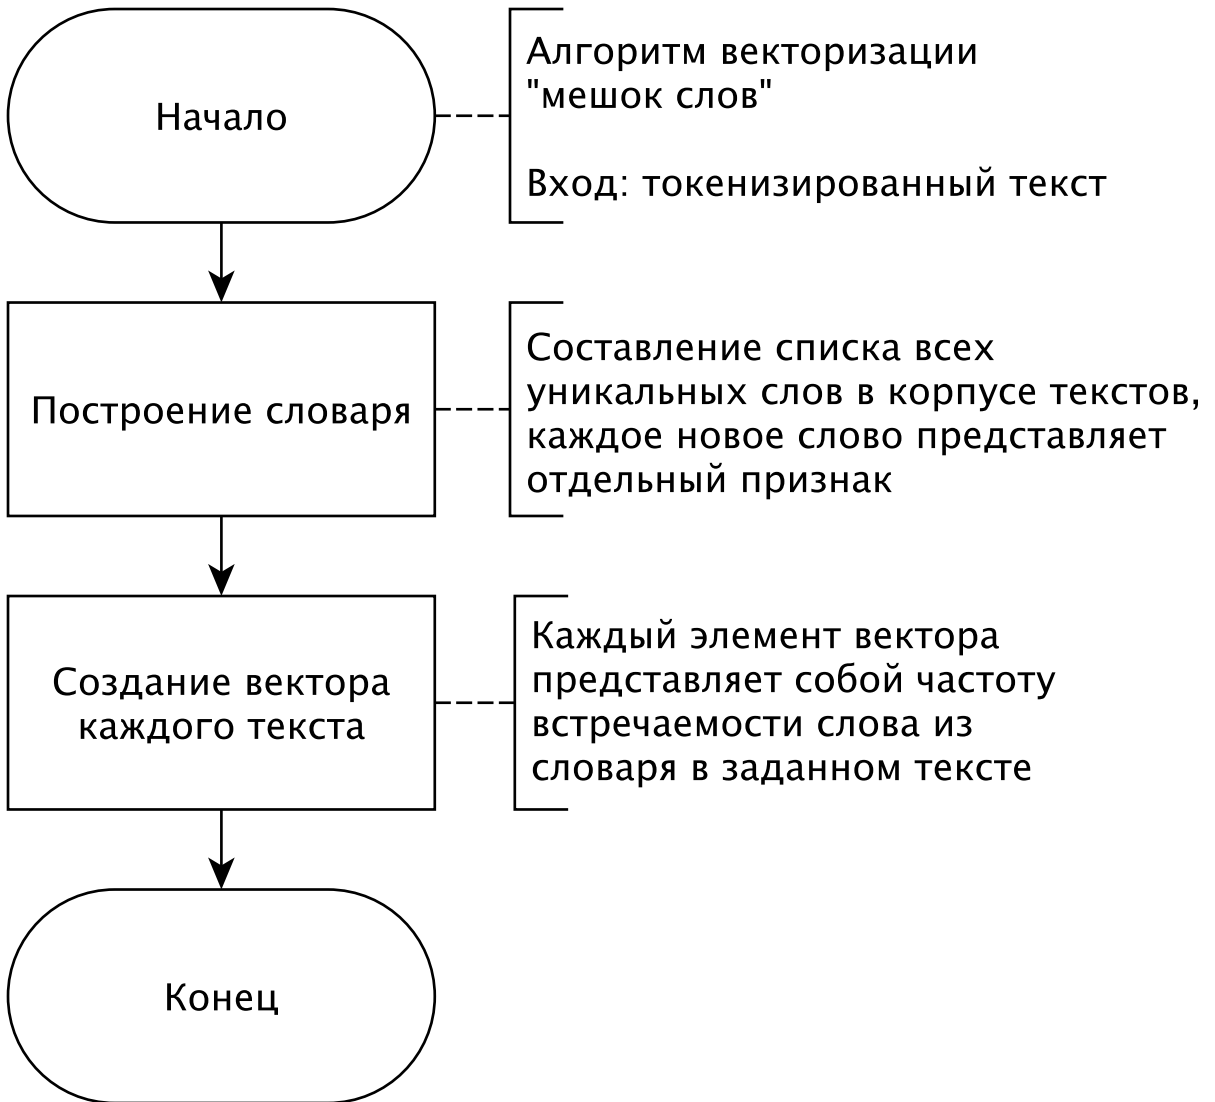 Начало
Алгоритм векторизации
"мешок слов"
Вход: токенизированный текст
Построение словаря
Составление списка всех
уникальных слов в корпусе текстов,
каждое новое слово представляет
отдельный признак
Создание вектора
каждого текста
Каждый элемент вектора
представляет собой частоту
встречаемости слова из
словаря в заданном тексте
Конец